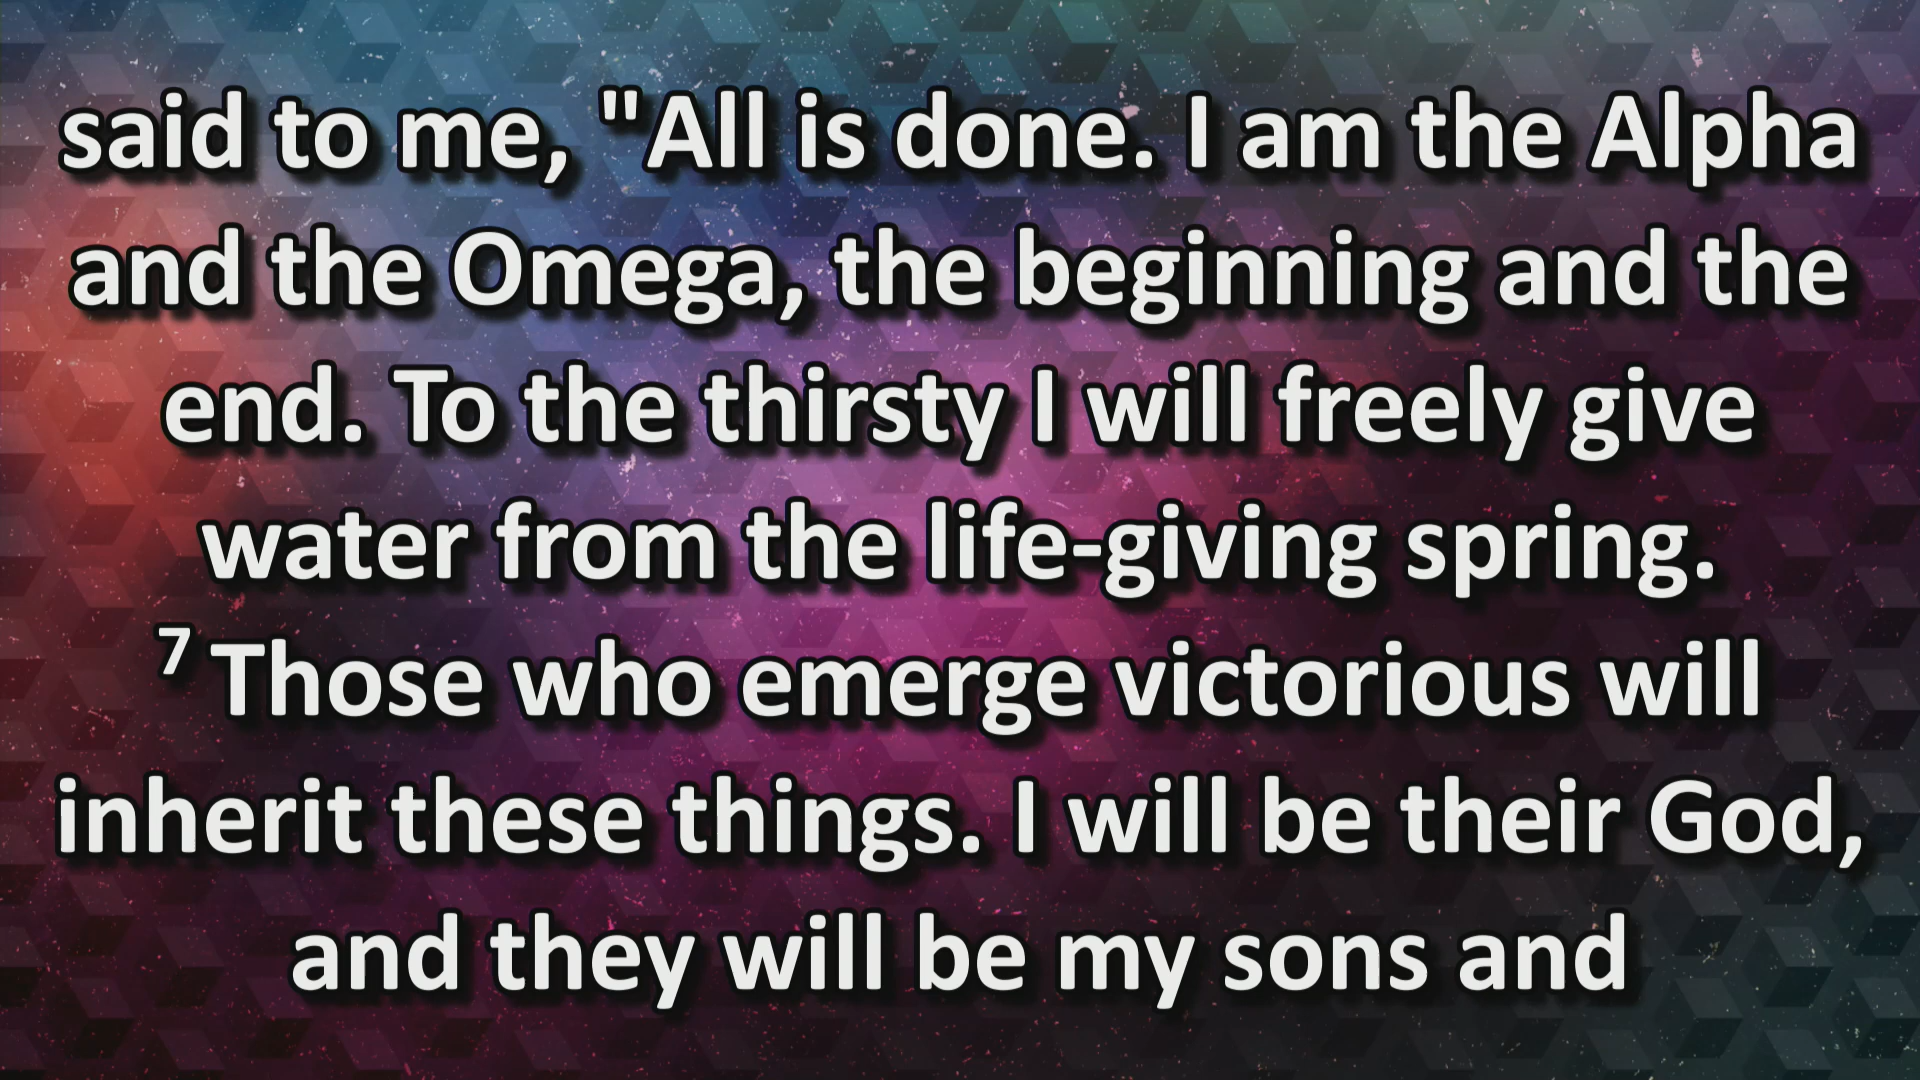 said to me, "All is done. I am the Alpha
and the Omega, the beginning and the
end. To the thirsty I will freely give
water from the life-giving spring.
7 Those who emerge victorious will
inherit these things. I will be their God,
and they will be my sons and